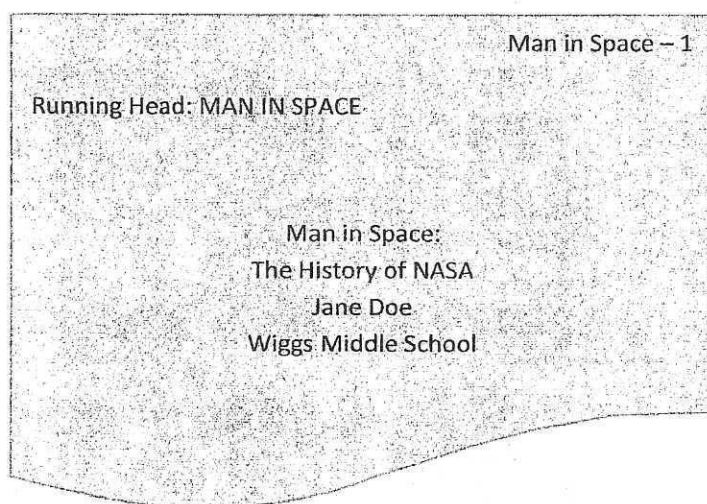 Man in Space – 1
Running Head: MAN IN SPACE
Man in Space:
The History of NASA
Jane Doe
Wiggs Middle School